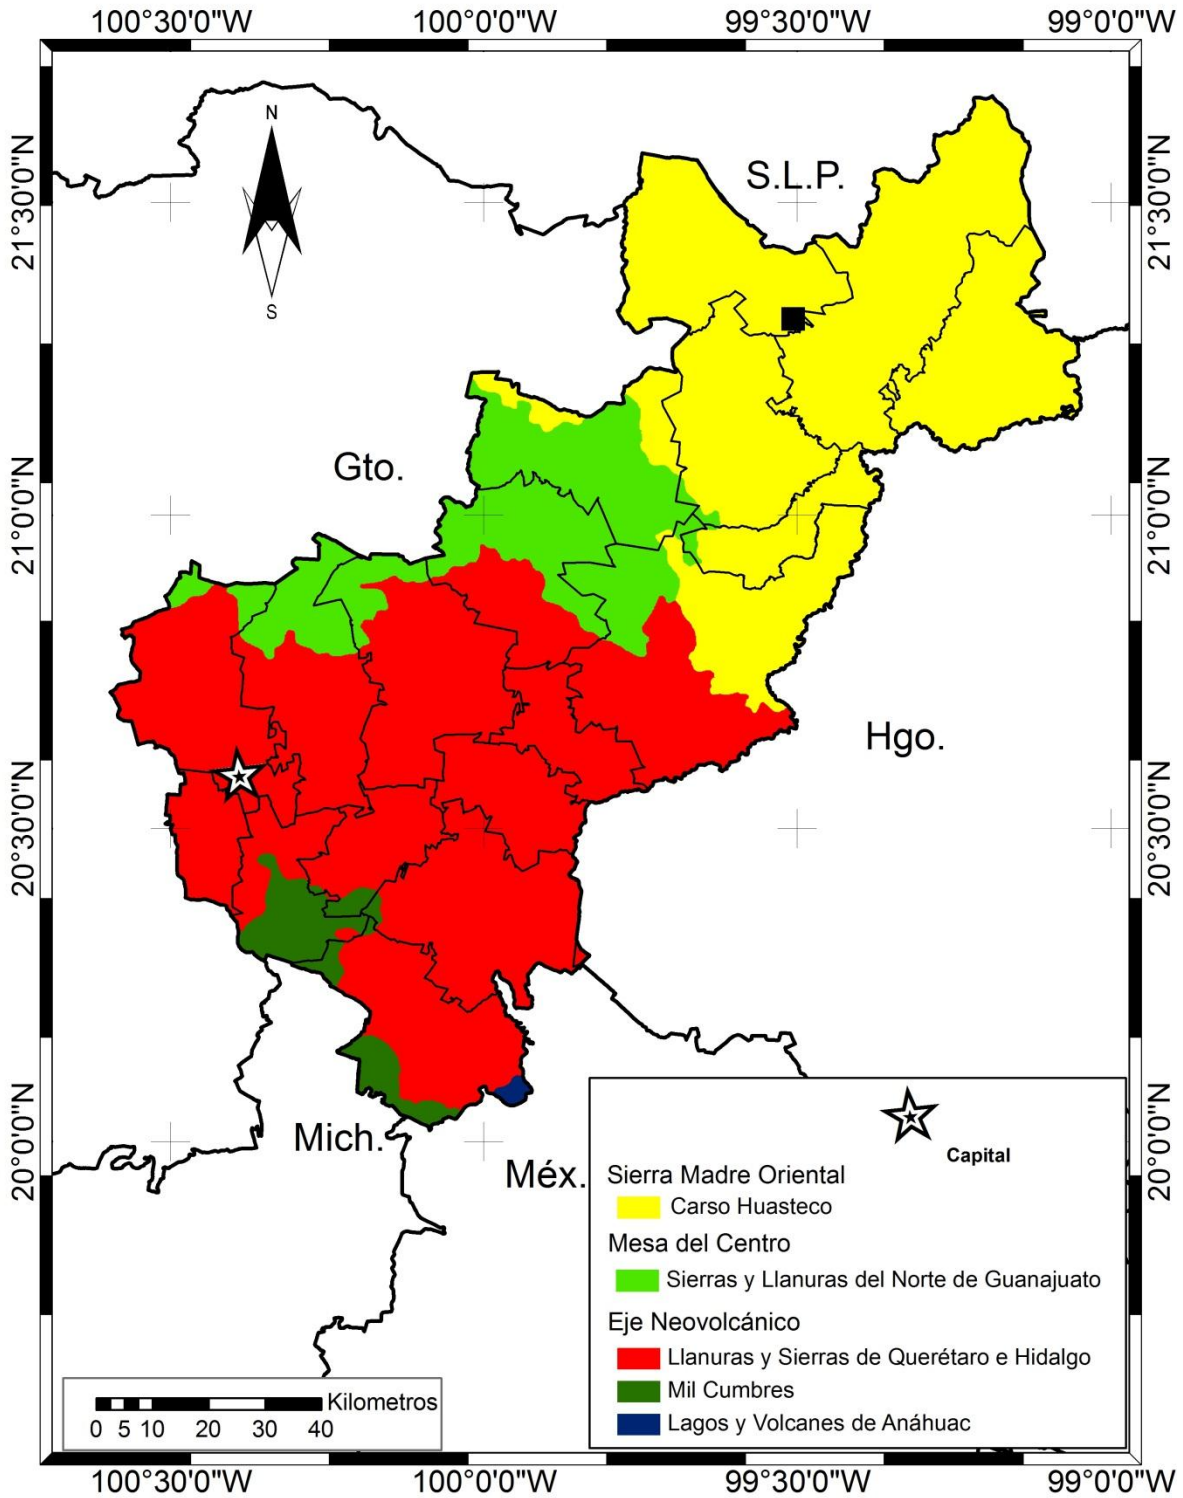 100°30'0"W 100°0'0"W 99°30'0"W 99°0'0"W
N
S
S.L.P.
21°30'0"N
21°30'0"N
Gto.
21°0'0"N
21°0'0"N
Hgo.
20°30'0"N
20°30'0"N
Mich.
Méx.
20°0'0"N
20°0'0"N
Capital
Sierra Madre Oriental
Carso Huasteco
Mesa del Centro
Sierras y Llanuras del Norte de Guanajuato
Eje Neovolcánico
Llanuras y Sierras de Querétaro e Hidalgo
Mil Cumbres
Lagos y Volcanes de Anáhuac
Kilometros
0 5 10 20 30 40
100°30'0"W 100°0'0"W 99°30'0"W 99°0'0"W